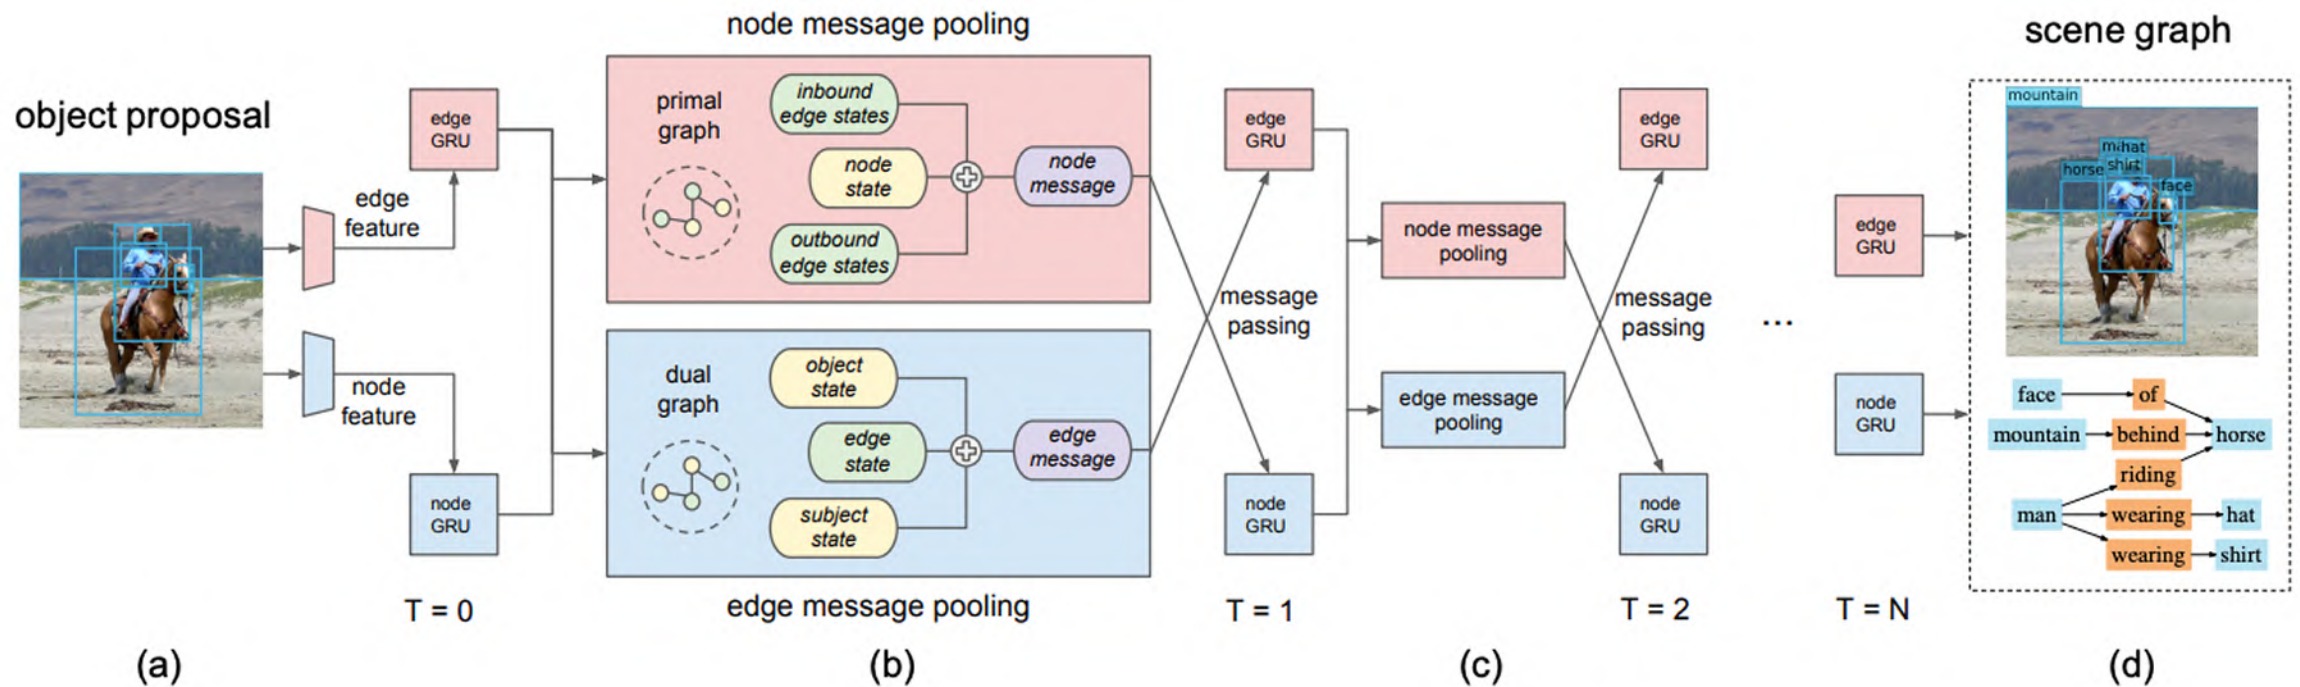 node message pooling
scene graph
object proposal
edge
feature
node
feature
edge
GRU
node
GRU
T = 0
primal
graph
inbound
edge states
node
state
outbound
edge states
node
message
dual
graph
object
state
edge
state
subject
state
edge
message
edge message pooling
edge
GRU
message
passing
node
GRU
T = 1
node message
pooling
edge message
pooling
edge
GRU
message
passing
node
GRU
T = 2
...
edge
GRU
node
GRU
T = N
mountain
hat
shirt
horse
face
face of
mountain behind horse
riding
man wearing hat
wearing shirt
(a)
(b)
(c)
(d)